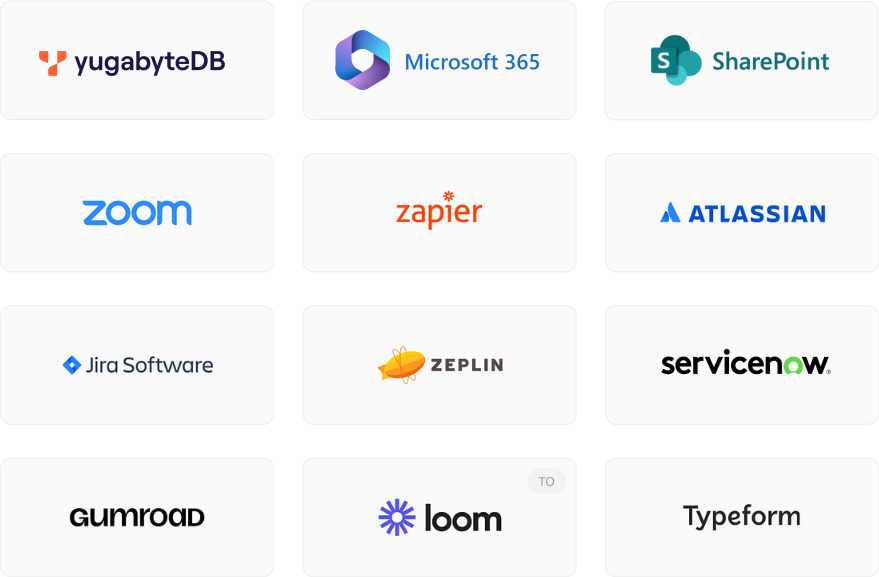 yugabyteDB
Microsoft 365
S SharePoint
zoom
zapier
ATLASSIAN
Jira Software
ZEPLIN
servicenow®
GUMROAD
TO
loom
Typeform